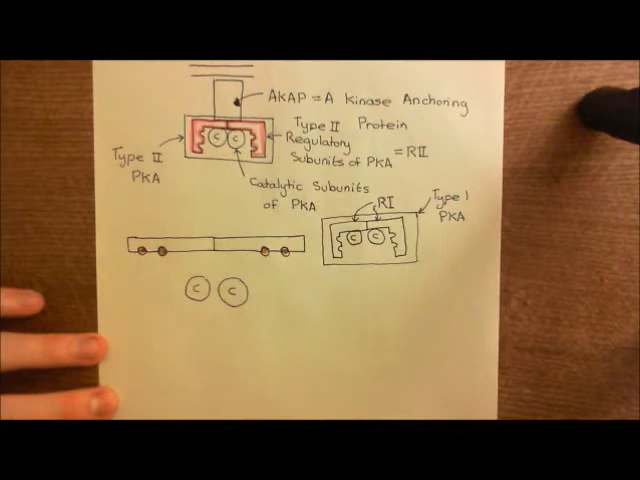 AKAP = A Kinase Anchoring
Protein
Type II
Regulatory
Subunits of PKA = RII
C C
Type II
PKA
Catalytic Subunits
of PKA
RI
Type I
PKA
C C
C C